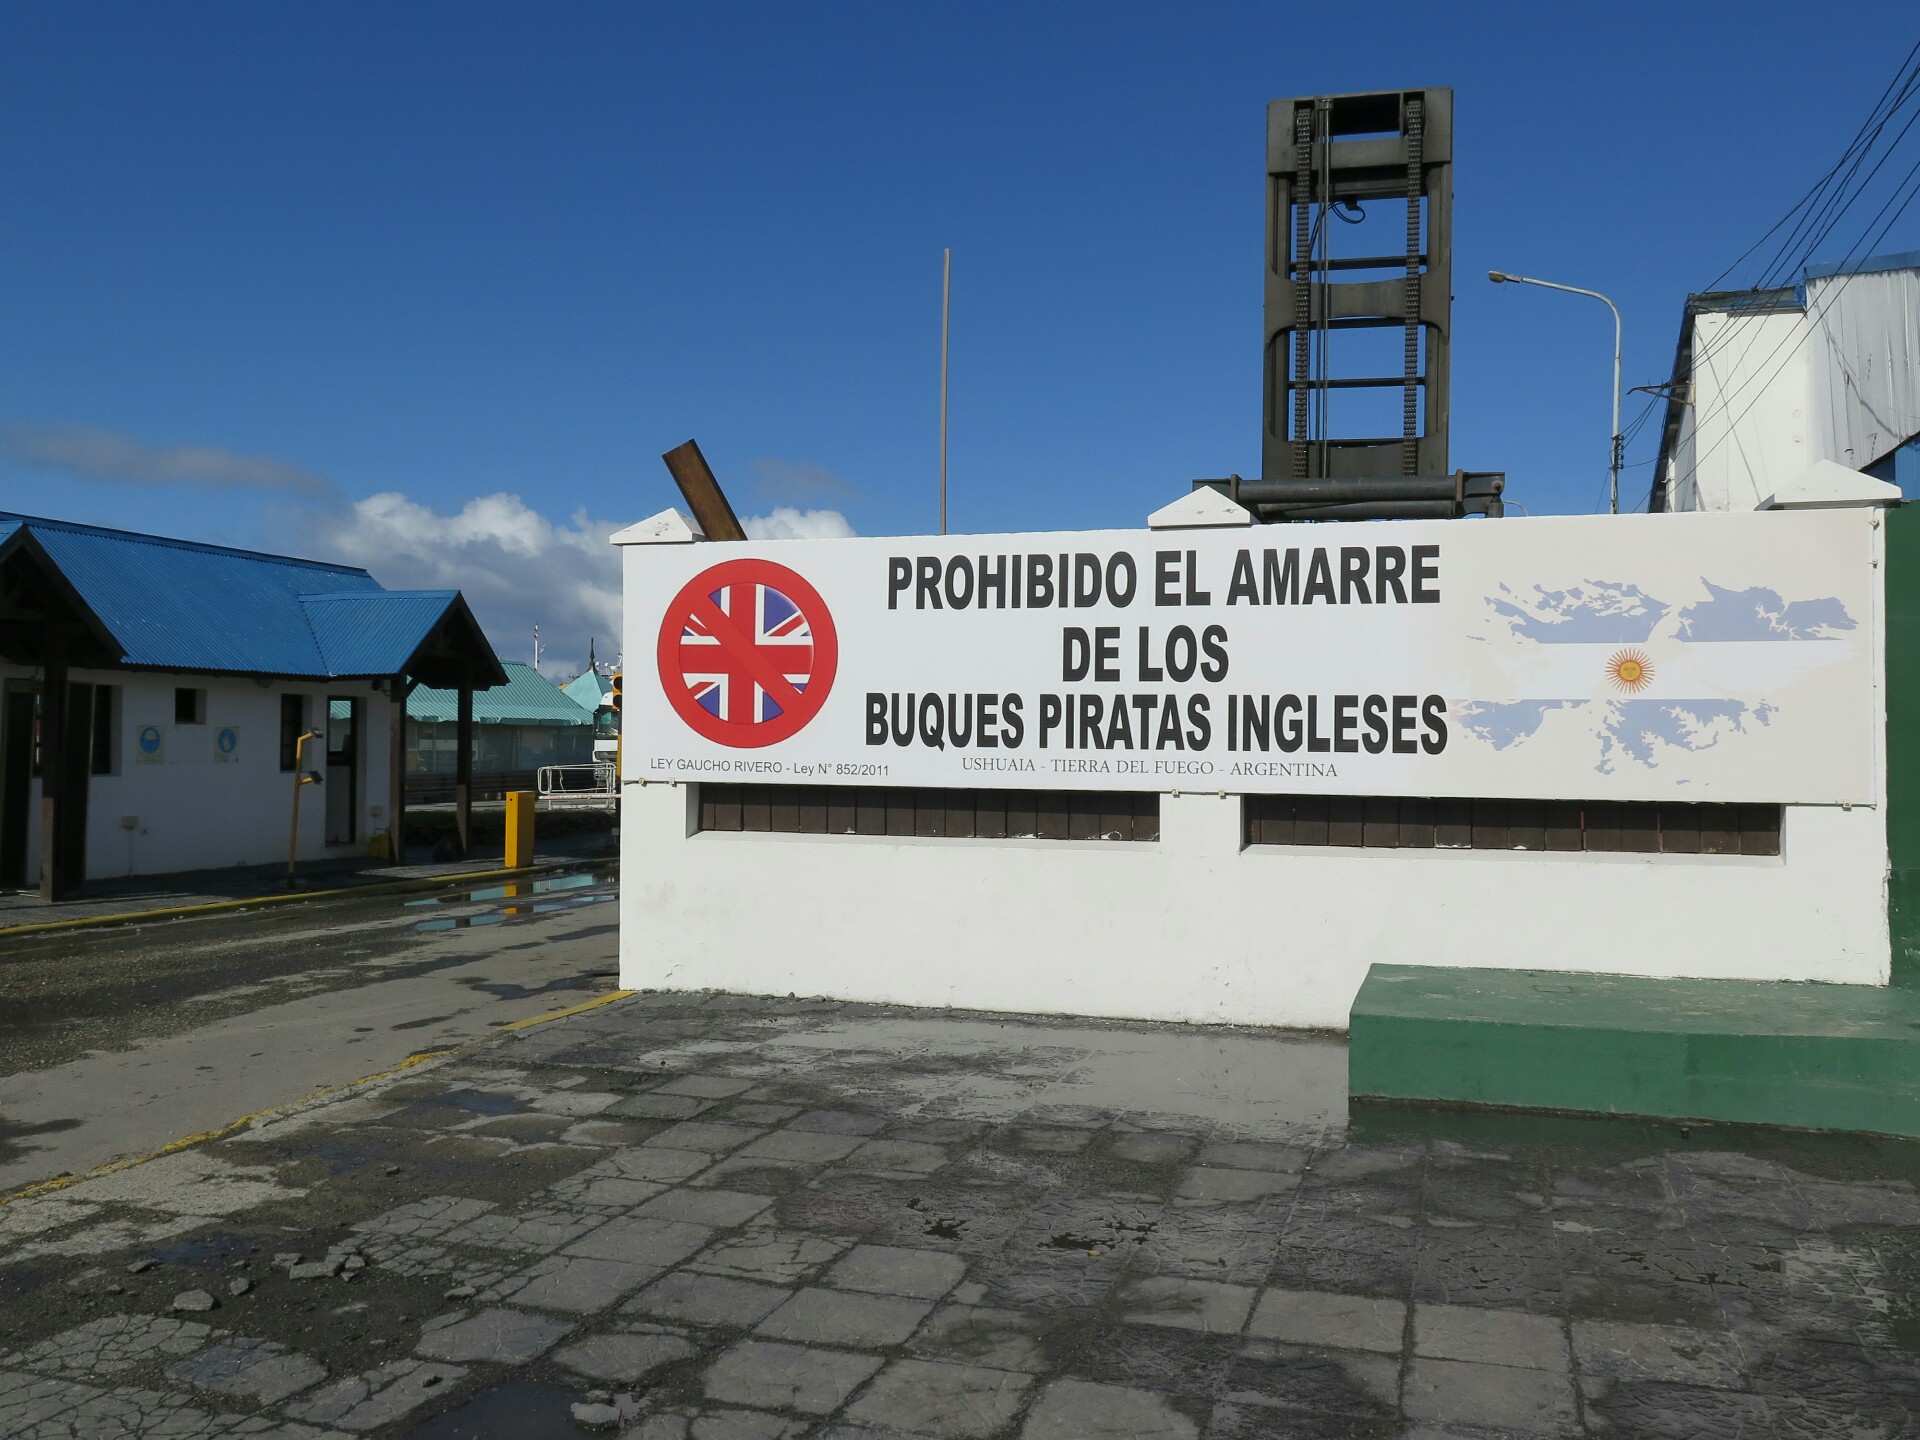 PROHIBIDO EL AMARRE
DE LOS
BUQUES PIRATAS INGLESES
LEY GAUCHO RIVERO - Ley N° 852/2011
USHUAIA - TIERRA DEL FUEGO - ARGENTINA